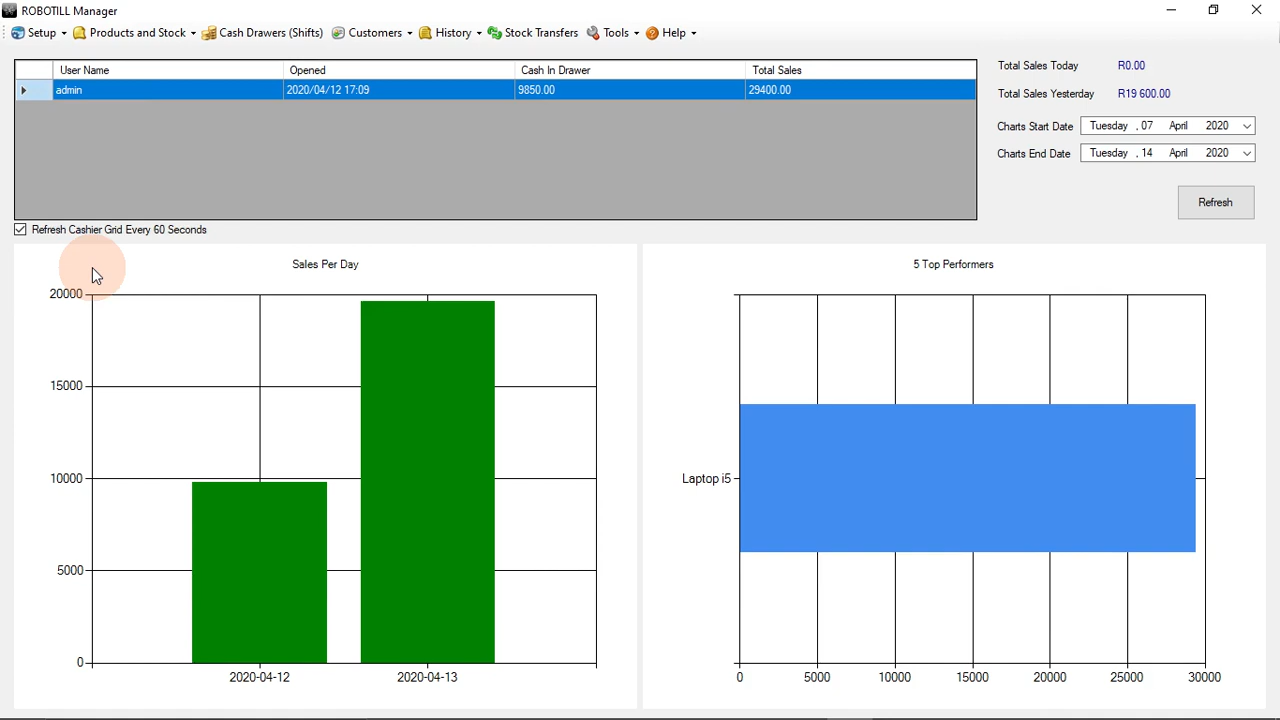 ROBOTILL Manager
Setup Products and Stock Cash Drawers (Shifts) Customers History Stock Transfers Tools Help
User Name Opened Cash In Drawer Total Sales
admin 2020/04/12 17:09 9850.00 29400.00
Total Sales Today R0.00
Total Sales Yesterday R19 600.00
Charts Start Date Tuesday , 07 April 2020
Charts End Date Tuesday , 14 April 2020
Refresh
Refresh Cashier Grid Every 60 Seconds
Sales Per Day
20000
15000
10000
5000
0
2020-04-12 2020-04-13
5 Top Performers
Laptop i5
0 5000 10000 15000 20000 25000 30000